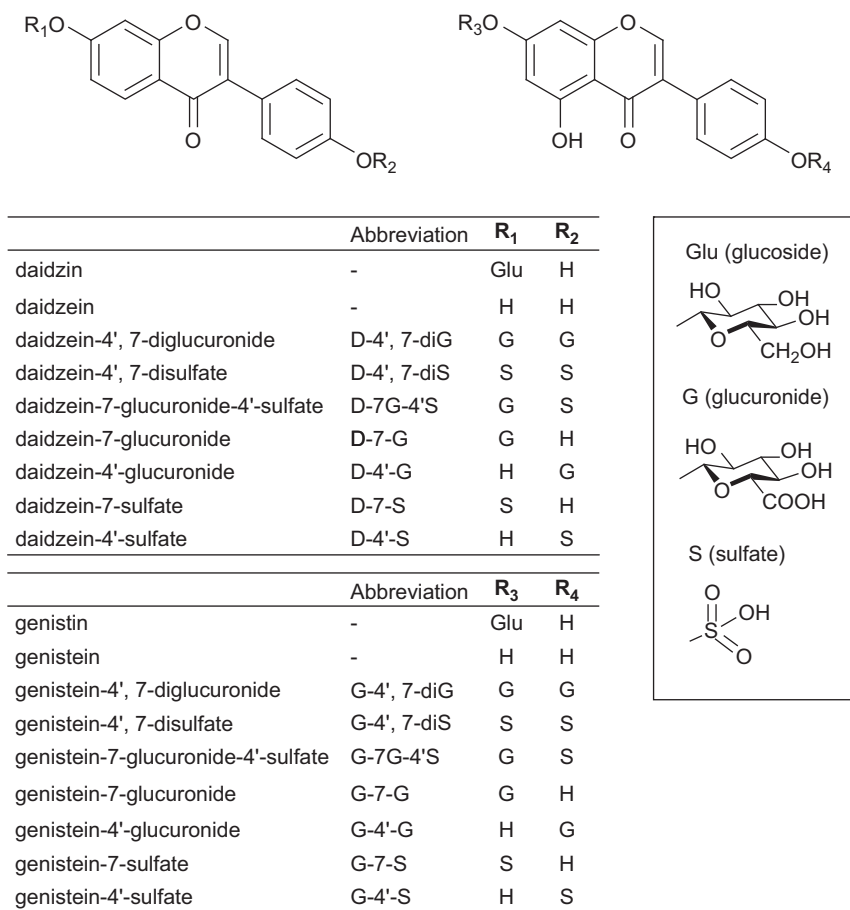 R₁O
O
O
OR₂
R₃O
O
OH
O
OR₄
Abbreviation R₁ R₂
daidzin - Glu H
daidzein - H H
daidzein-4', 7-diglucuronide D-4', 7-diG G G
daidzein-4', 7-disulfate D-4', 7-diS S S
daidzein-7-glucuronide-4'-sulfate D-7G-4'S G S
daidzein-7-glucuronide D-7-G G H
daidzein-4'-glucuronide D-4'-G H G
daidzein-7-sulfate D-7-S S H
daidzein-4'-sulfate D-4'-S H S
Abbreviation R₃ R₄
genistin - Glu H
genistein - H H
genistein-4', 7-diglucuronide G-4', 7-diG G G
genistein-4', 7-disulfate G-4', 7-diS S S
genistein-7-glucuronide-4'-sulfate G-7G-4'S G S
genistein-7-glucuronide G-7-G G H
genistein-4'-glucuronide G-4'-G H G
genistein-7-sulfate G-7-S S H
genistein-4'-sulfate G-4'-S H S
Glu (glucoside)
HO
OH
OH
O
CH₂OH
G (glucuronide)
HO
OH
OH
O
COOH
S (sulfate)
O
OH
S
O